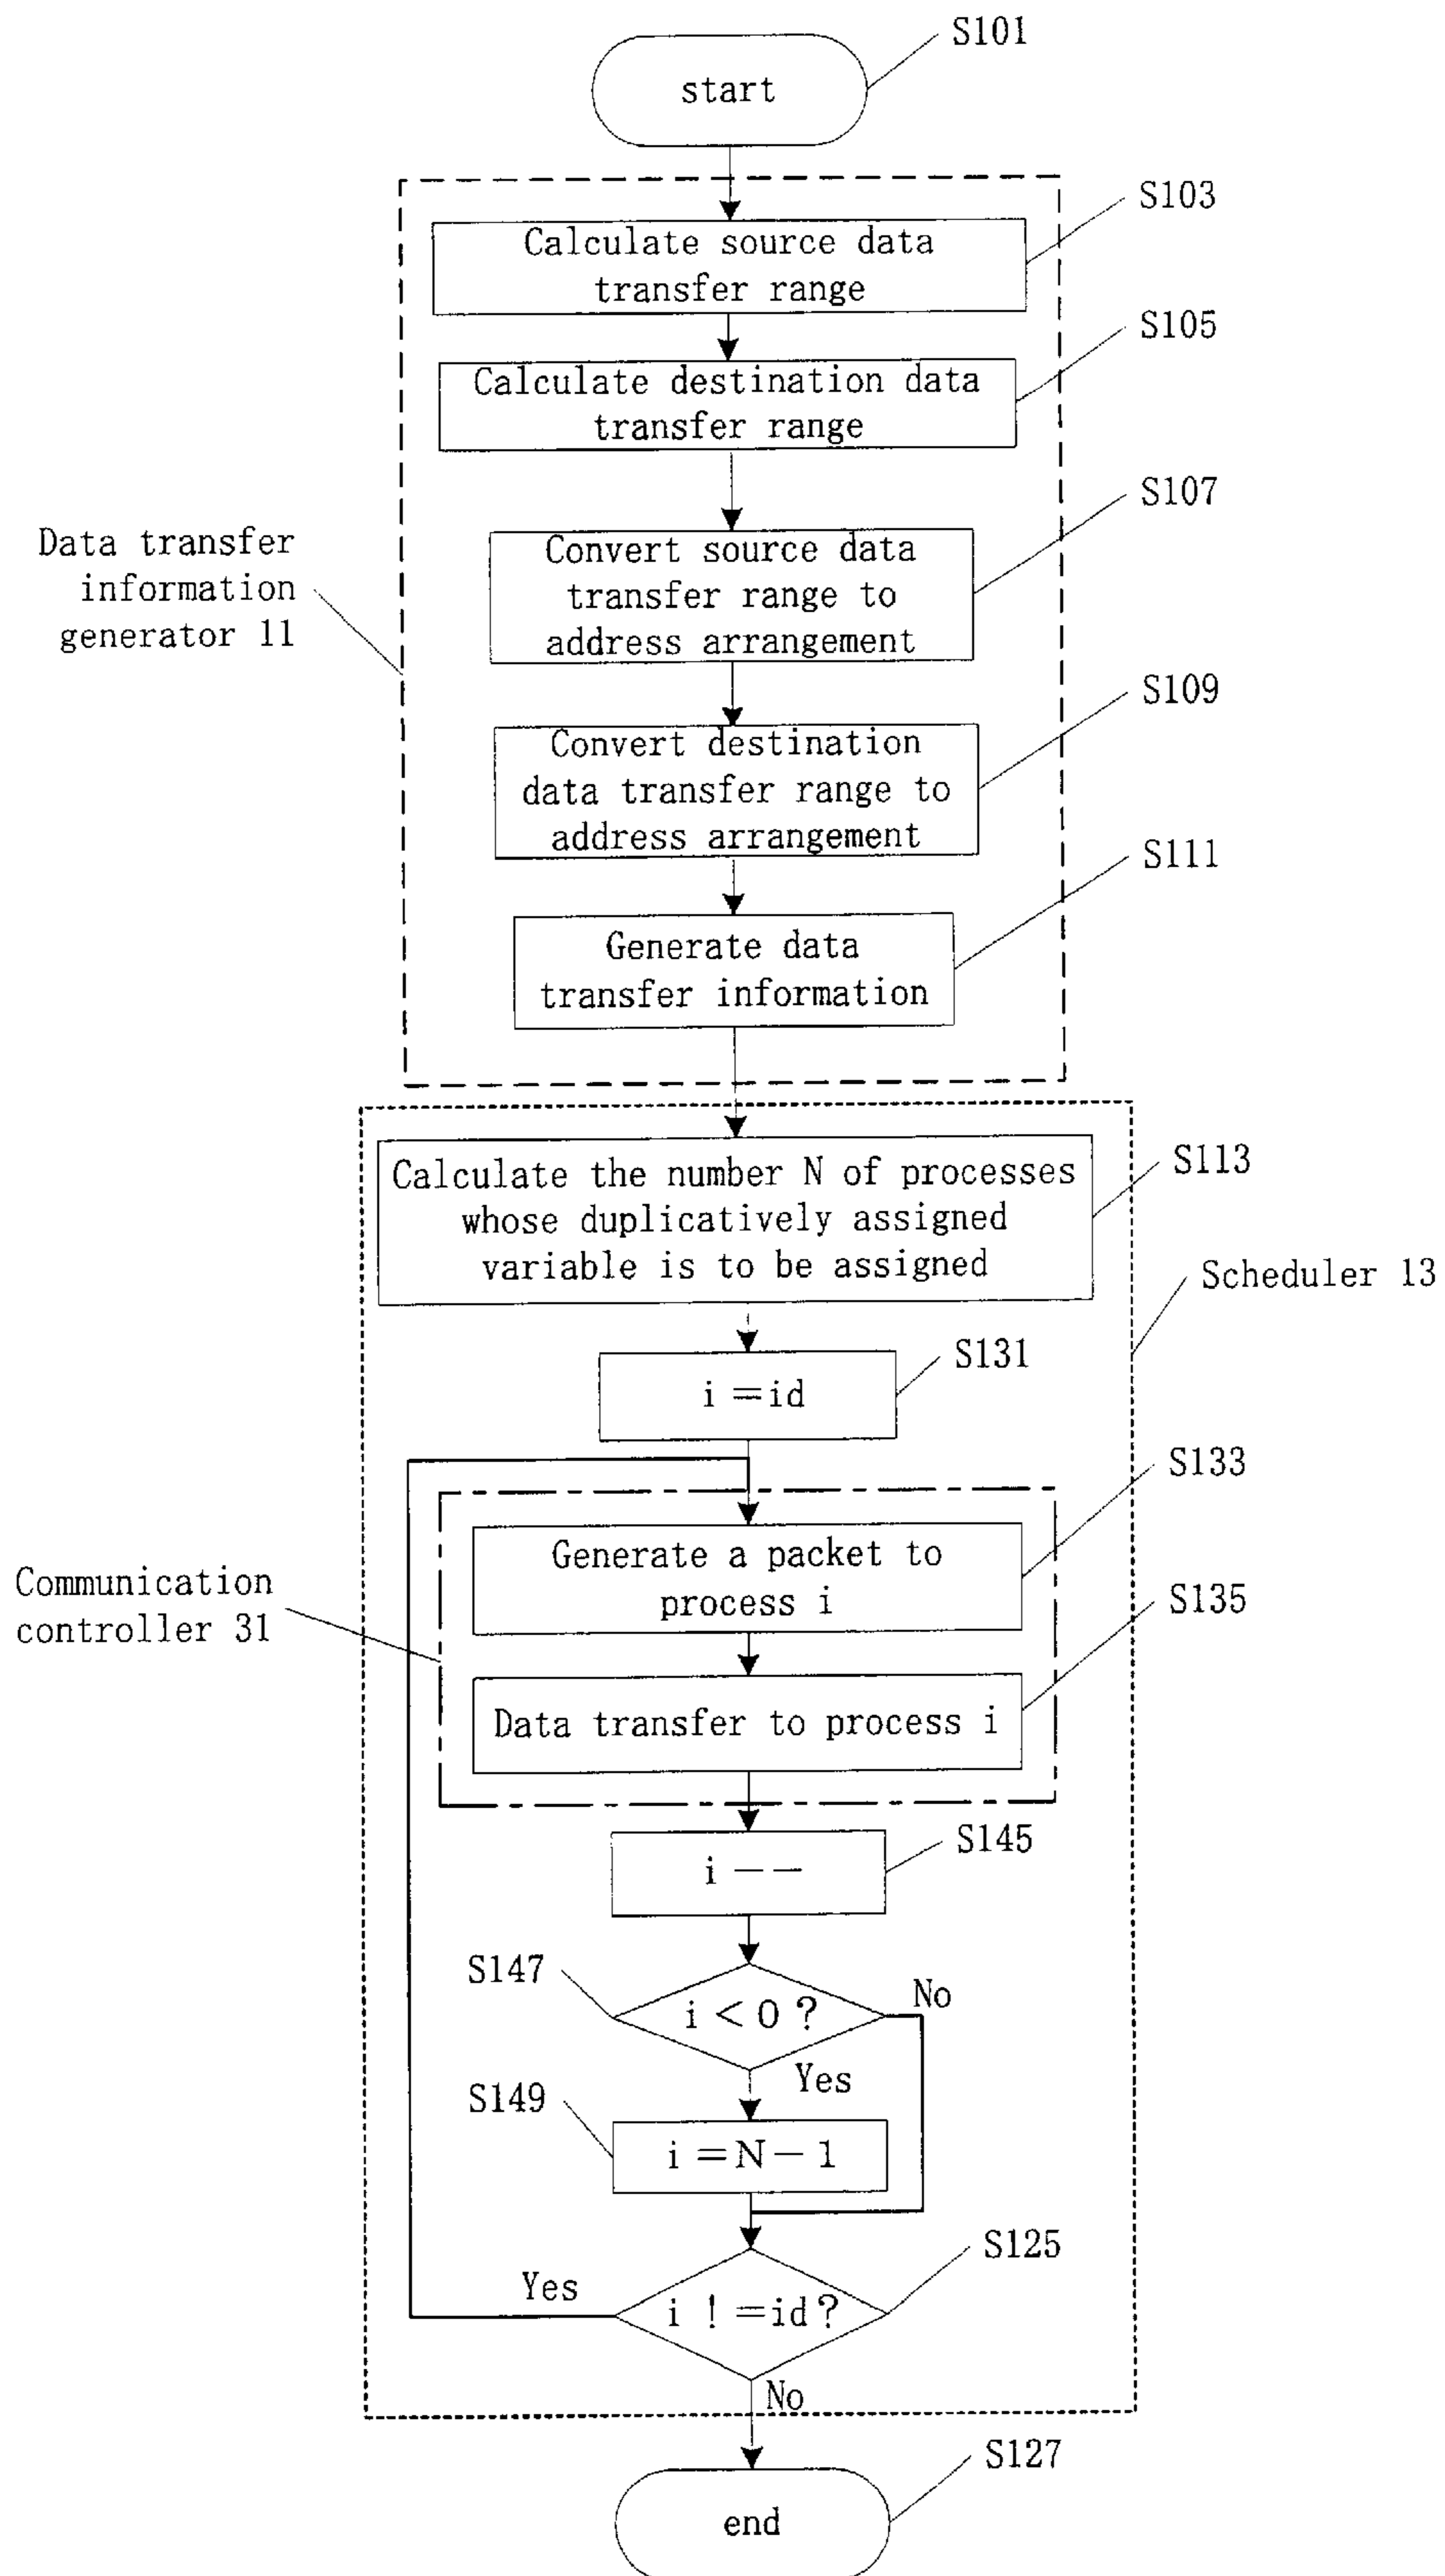 S101
start
S103
Calculate source data
transfer range
S105
Calculate destination data
transfer range
S107
Data transfer
information
generator 11
Convert source data
transfer range to
address arrangement
S109
Convert destination
data transfer range to
address arrangement
S111
Generate data
transfer information
S113
Calculate the number N of processes
whose duplicatively assigned
variable is to be assigned
Scheduler 13
S131
i = id
S133
Generate a packet to
process i
Communication
controller 31
S135
Data transfer to process i
S145
i --
S147
i < 0 ?
No
Yes
S149
i = N - 1
S125
Yes
i ! = id ?
No
S127
end